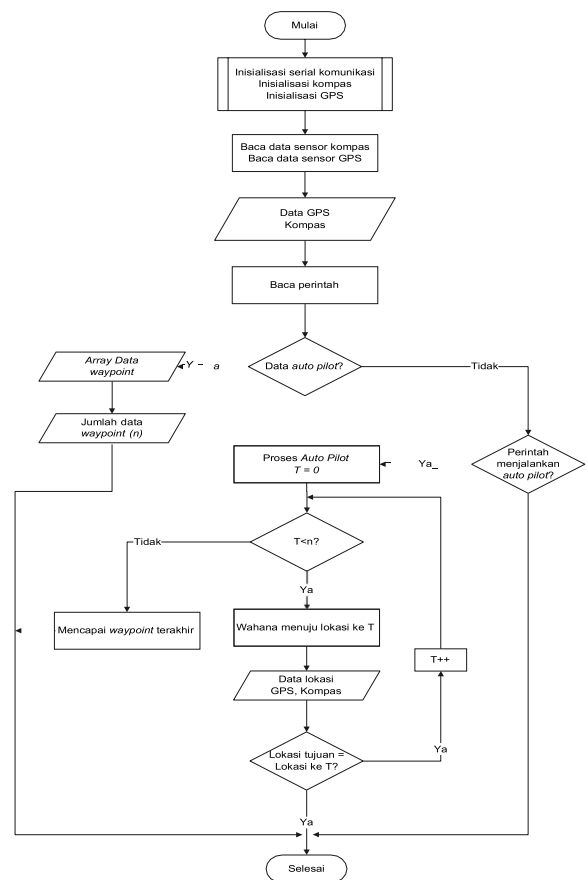 Mulai
Inisialisasi serial komunikasi
Inisialisasi kompas
Inisialisasi GPS
Baca data sensor kompas
Baca data sensor GPS
Data GPS
Kompas
Baca perintah
Data auto pilot?
Y a
Tidak
Array Data
waypoint
Jumlah data
waypoint (n)
Perintah
menjalankan
auto pilot?
Ya
Proses Auto Pilot
T = 0
T<n?
Tidak
Ya
Mencapai waypoint terakhir
Wahana menuju lokasi ke T
T++
Data lokasi
GPS, Kompas
Lokasi tujuan =
Lokasi ke T?
Ya
Ya
Selesai